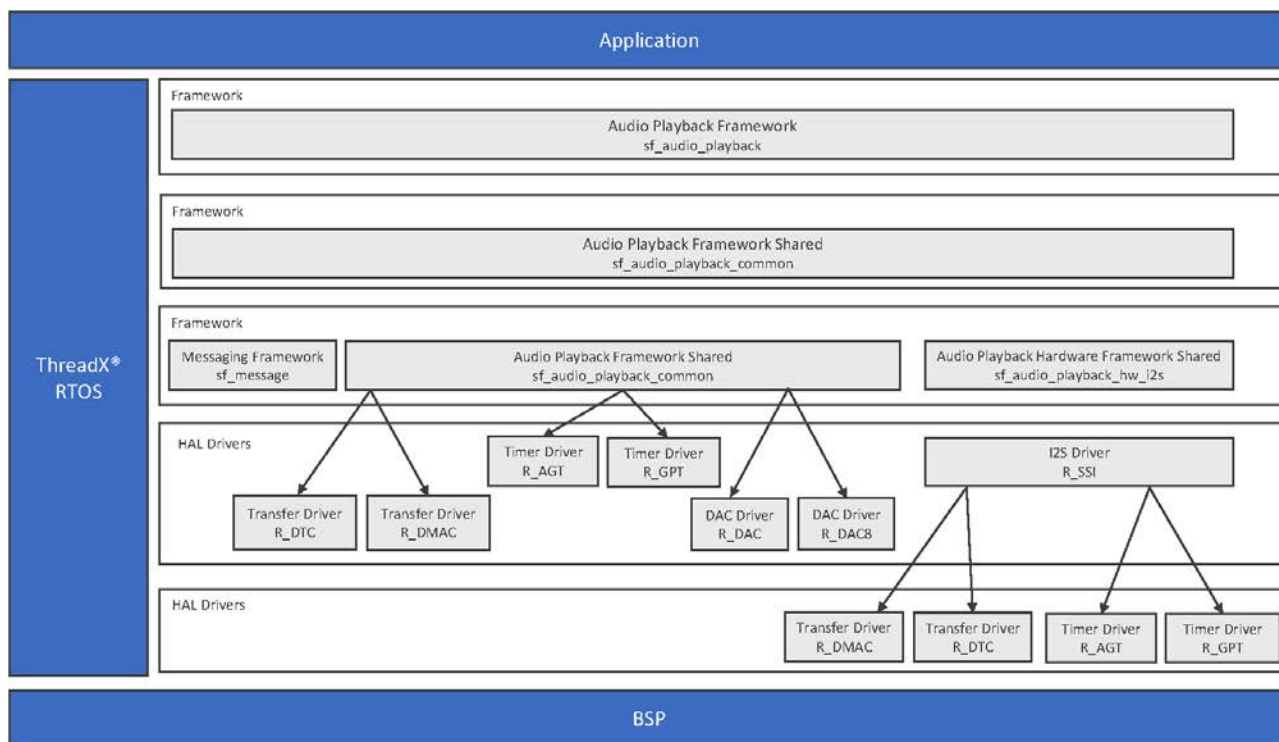 Application
ThreadX®
RTOS
Framework
Audio Playback Framework
sf_audio_playback
Framework
Audio Playback Framework Shared
sf_audio_playback_common
Framework
Messaging Framework
sf_message
Audio Playback Framework Shared
sf_audio_playback_common
Audio Playback Hardware Framework Shared
sf_audio_playback_hw_i2s
HAL Drivers
Timer Driver
R_AGT
Timer Driver
R_GPT
I2S Driver
R_SSI
Transfer Driver
R_DTC
Transfer Driver
R_DMAC
DAC Driver
R_DAC
DAC Driver
R_DAC8
HAL Drivers
Transfer Driver
R_DMAC
Transfer Driver
R_DTC
Timer Driver
R_AGT
Timer Driver
R_GPT
BSP